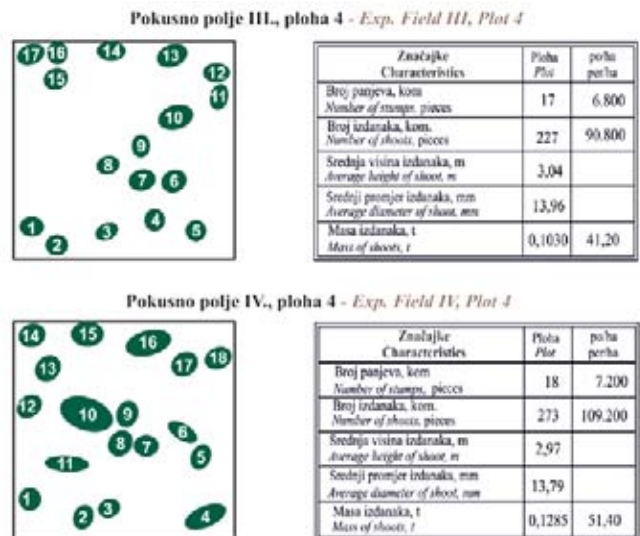 Pokusno polje III., ploha 4 - Exp. Field III, Plot 4
17 16 14 13
15 12
11
10
9
8
7 6
1 3 4 5
2
Značajke Ploha po/ha
Characteristics Plot per/ha
Broj panjeva, kom
Number of stumps, pieces 17 6.800
Broj izdanaka, kom.
Number of shoots, pieces 227 90.800
Srednja visina izdanaka, m
Average height of shoot, m 3,04
Srednji promjer izdanaka, mm
Average diameter of shoot, mm 13,96
Masa izdanaka, t
Mass of shoots, t 0,1030 41,20
Pokusno polje IV., ploha 4 - Exp. Field IV, Plot 4
14 15 16
13 17 18
12 10 9
8 7 6
11 5
1 2 3 4
Značajke Ploha po/ha
Characteristics Plot per/ha
Broj panjeva, kom
Number of stumps, pieces 18 7.200
Broj izdanaka, kom.
Number of shoots, pieces 273 109.200
Srednja visina izdanaka, m
Average height of shoot, m 2,97
Srednji promjer izdanaka, mm
Average diameter of shoot, mm 13,79
Masa izdanaka, t
Mass of shoots, t 0,1285 51,40